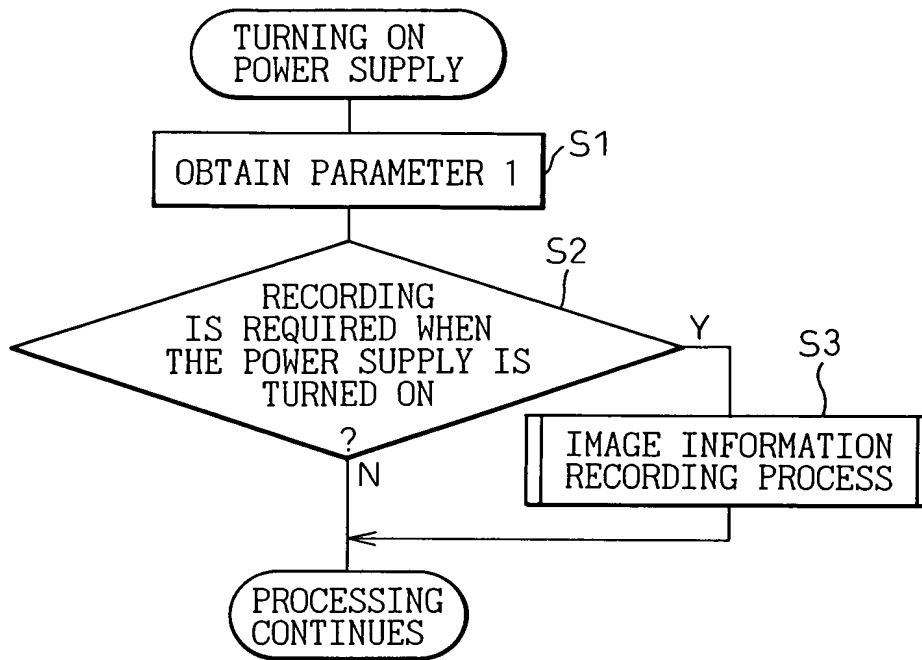 TURNING ON
POWER SUPPLY
S1
OBTAIN PARAMETER 1
S2
RECORDING
IS REQUIRED WHEN
THE POWER SUPPLY IS
TURNED ON
?
Y
N
S3
IMAGE INFORMATION
RECORDING PROCESS
PROCESSING
CONTINUES